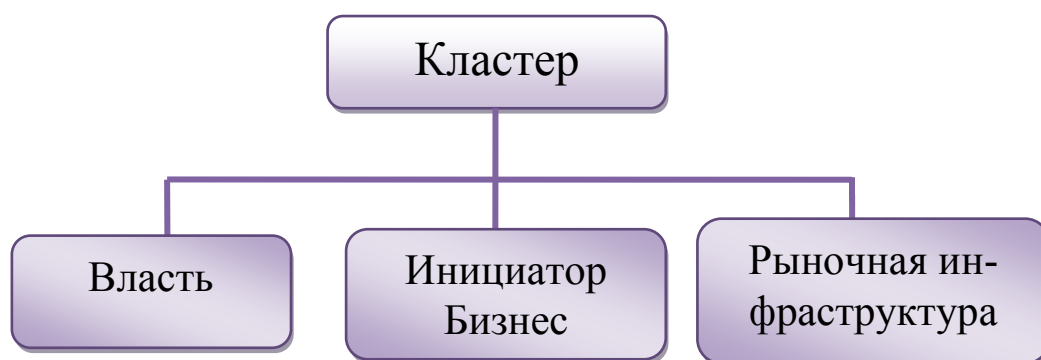 Кластер
Власть
Инициатор
Бизнес
Рыночная ин-
фраструктура